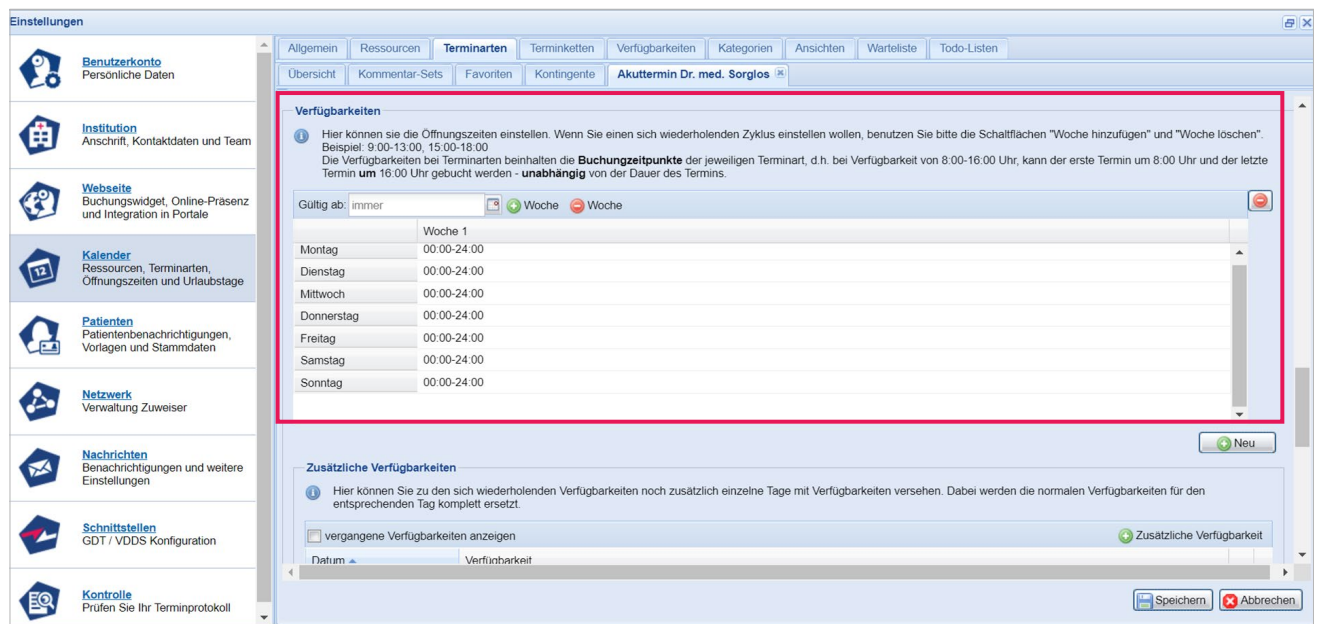 Einstellungen
Benutzerkonto
Persönliche Daten
Institution
Anschrift, Kontaktdaten und Team
Webseite
Buchungswidget, Online-Präsenz
und Integration in Portale
12
Kalender
Ressourcen, Terminarten,
Öffnungszeiten und Urlaubstage
Patienten
Patientenbenachrichtigungen,
Vorlagen und Stammdaten
Netzwerk
Verwaltung Zuweiser
Nachrichten
Benachrichtigungen und weitere
Einstellungen
Schnittstellen
GDT / VDDS Konfiguration
Kontrolle
Prüfen Sie Ihr Terminprotokoll
Allgemein Ressourcen Terminarten Terminketten Verfügbarkeiten Kategorien Ansichten Warteliste Todo-Listen
Übersicht Kommentar-Sets Favoriten Kontingente Akuttermin Dr. med. Sorglos
Verfügbarkeiten
Hier können sie die Öffnungszeiten einstellen. Wenn Sie einen sich wiederholenden Zyklus einstellen wollen, benutzen Sie bitte die Schaltflächen "Woche hinzufügen" und "Woche löschen".
Beispiel: 9:00-13:00, 15:00-18:00
Die Verfügbarkeiten bei Terminarten beinhalten die Buchungzeitpunkte der jeweiligen Terminart, d.h. bei Verfügbarkeit von 8:00-16:00 Uhr, kann der erste Termin um 8:00 Uhr und der letzte
Termin um 16:00 Uhr gebucht werden - unabhängig von der Dauer des Termins.
Gültig ab: immer Woche Woche
Woche 1
Montag 00:00-24:00
Dienstag 00:00-24:00
Mittwoch 00:00-24:00
Donnerstag 00:00-24:00
Freitag 00:00-24:00
Samstag 00:00-24:00
Sonntag 00:00-24:00
Neu
Zusätzliche Verfügbarkeiten
Hier können Sie zu den sich wiederholenden Verfügbarkeiten noch zusätzlich einzelne Tage mit Verfügbarkeiten versehen. Dabei werden die normalen Verfügbarkeiten für den
entsprechenden Tag komplett ersetzt.
vergangene Verfügbarkeiten anzeigen Zusätzliche Verfügbarkeit
Datum Verfügbarkeit
Speichern Abbrechen